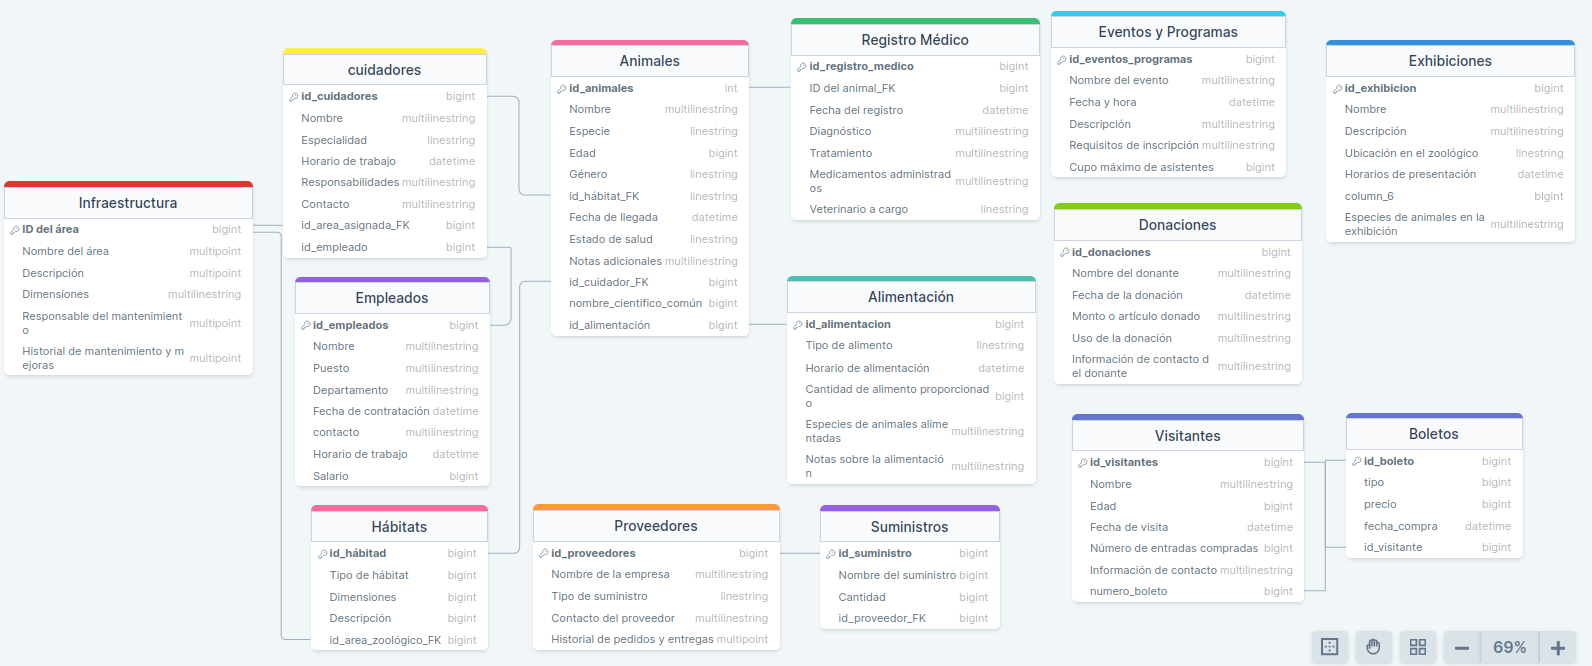 Infraestructura
ID del área bigint
Nombre del área multipoint
Descripción multipoint
Dimensiones multilinestring
Responsable del mantenimient
o multipoint
Historial de mantenimiento y m
ejoras multipoint
cuidadores
id_cuidadores bigint
Nombre multilinestring
Especialidad linestring
Horario de trabajo datetime
Responsabilidades multilinestring
Contacto multilinestring
id_area_asignada_FK bigint
id_empleado bigint
Empleados
id_empleados bigint
Nombre multilinestring
Puesto multilinestring
Departamento multilinestring
Fecha de contratación datetime
contacto multilinestring
Horario de trabajo datetime
Salario bigint
Hábitats
id_hábitad bigint
Tipo de hábitat bigint
Dimensiones bigint
Descripción bigint
id_area_zoológico_FK bigint
Animales
id_animales int
Nombre multilinestring
Especie linestring
Edad bigint
Género linestring
id_hábitat_FK linestring
Fecha de llegada datetime
Estado de salud linestring
Notas adicionales multilinestring
id_cuidador_FK bigint
nombre_cientifico_común bigint
id_alimentación bigint
Proveedores
id_proveedores bigint
Nombre de la empresa multilinestring
Tipo de suministro linestring
Contacto del proveedor multilinestring
Historial de pedidos y entregas multipoint
Registro Médico
id_registro_medico bigint
ID del animal_FK bigint
Fecha del registro datetime
Diagnóstico multilinestring
Tratamiento multilinestring
Medicamentos administrad
os multilinestring
Veterinario a cargo linestring
Alimentación
id_alimentacion bigint
Tipo de alimento linestring
Horario de alimentación datetime
Cantidad de alimento proporcionad
o bigint
Especies de animales alime
ntadas multilinestring
Notas sobre la alimentació
n multilinestring
Suministros
id_suministro bigint
Nombre del suministro bigint
Cantidad bigint
id_proveedor_FK bigint
Eventos y Programas
id_eventos_programas bigint
Nombre del evento multilinestring
Fecha y hora datetime
Descripción multilinestring
Requisitos de inscripción multilinestring
Cupo máximo de asistentes bigint
Donaciones
id_donaciones bigint
Nombre del donante multilinestring
Fecha de la donación datetime
Monto o artículo donado multilinestring
Uso de la donación multilinestring
Información de contacto d
el donante multilinestring
Visitantes
id_visitantes bigint
Nombre multilinestring
Edad bigint
Fecha de visita datetime
Número de entradas compradas bigint
Información de contacto multilinestring
numero_boleto bigint
Exhibiciones
id_exhibicion bigint
Nombre multilinestring
Descripción multilinestring
Ubicación en el zoológico linestring
Horarios de presentación datetime
column_6 bigint
Especies de animales en la
exhibición multilinestring
Boletos
id_boleto bigint
tipo bigint
precio bigint
fecha_compra datetime
id_visitante bigint
69%